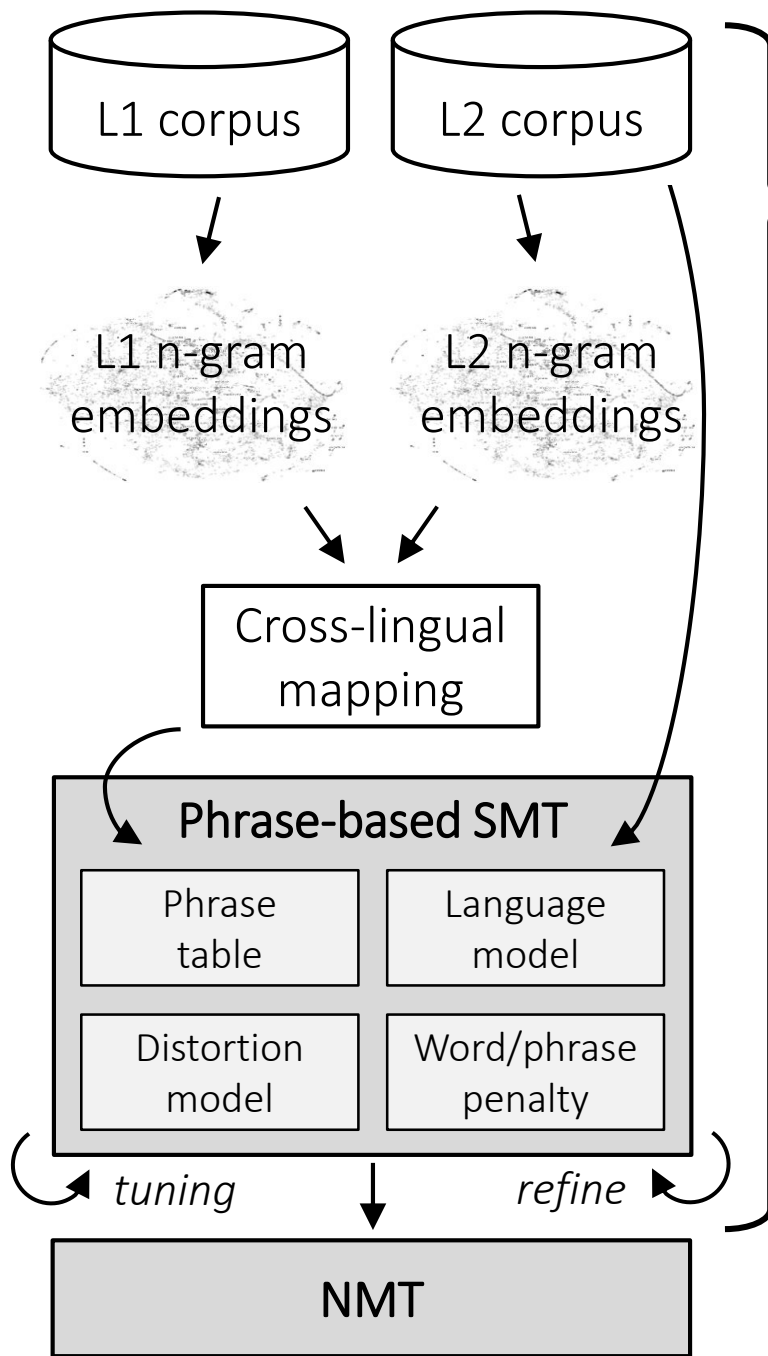 L1 corpus
L2 corpus
L1 n-gram
embeddings
L2 n-gram
embeddings
Cross-lingual
mapping
Phrase-based SMT
Phrase
table
Language
model
Distortion
model
Word/phrase
penalty
tuning
refine
NMT